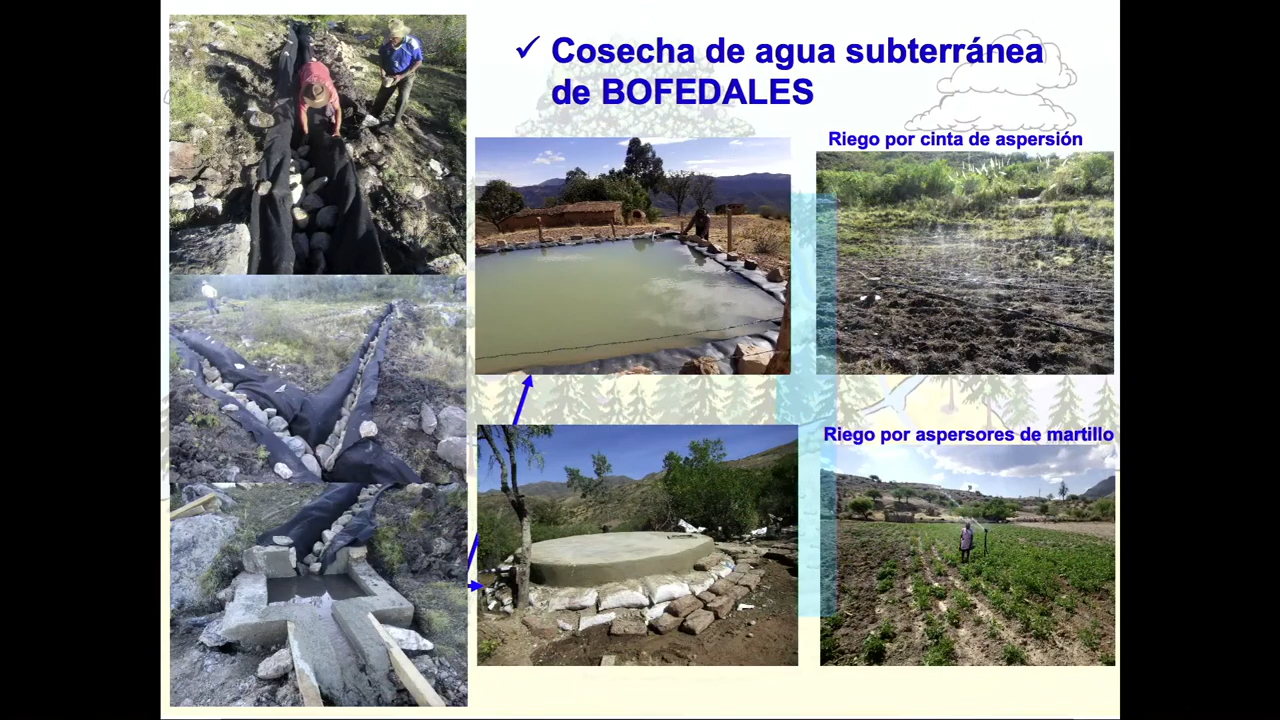 ✓ Cosecha de agua subterránea
de BOFEDALES
Riego por cinta de aspersión
Riego por aspersores de martillo